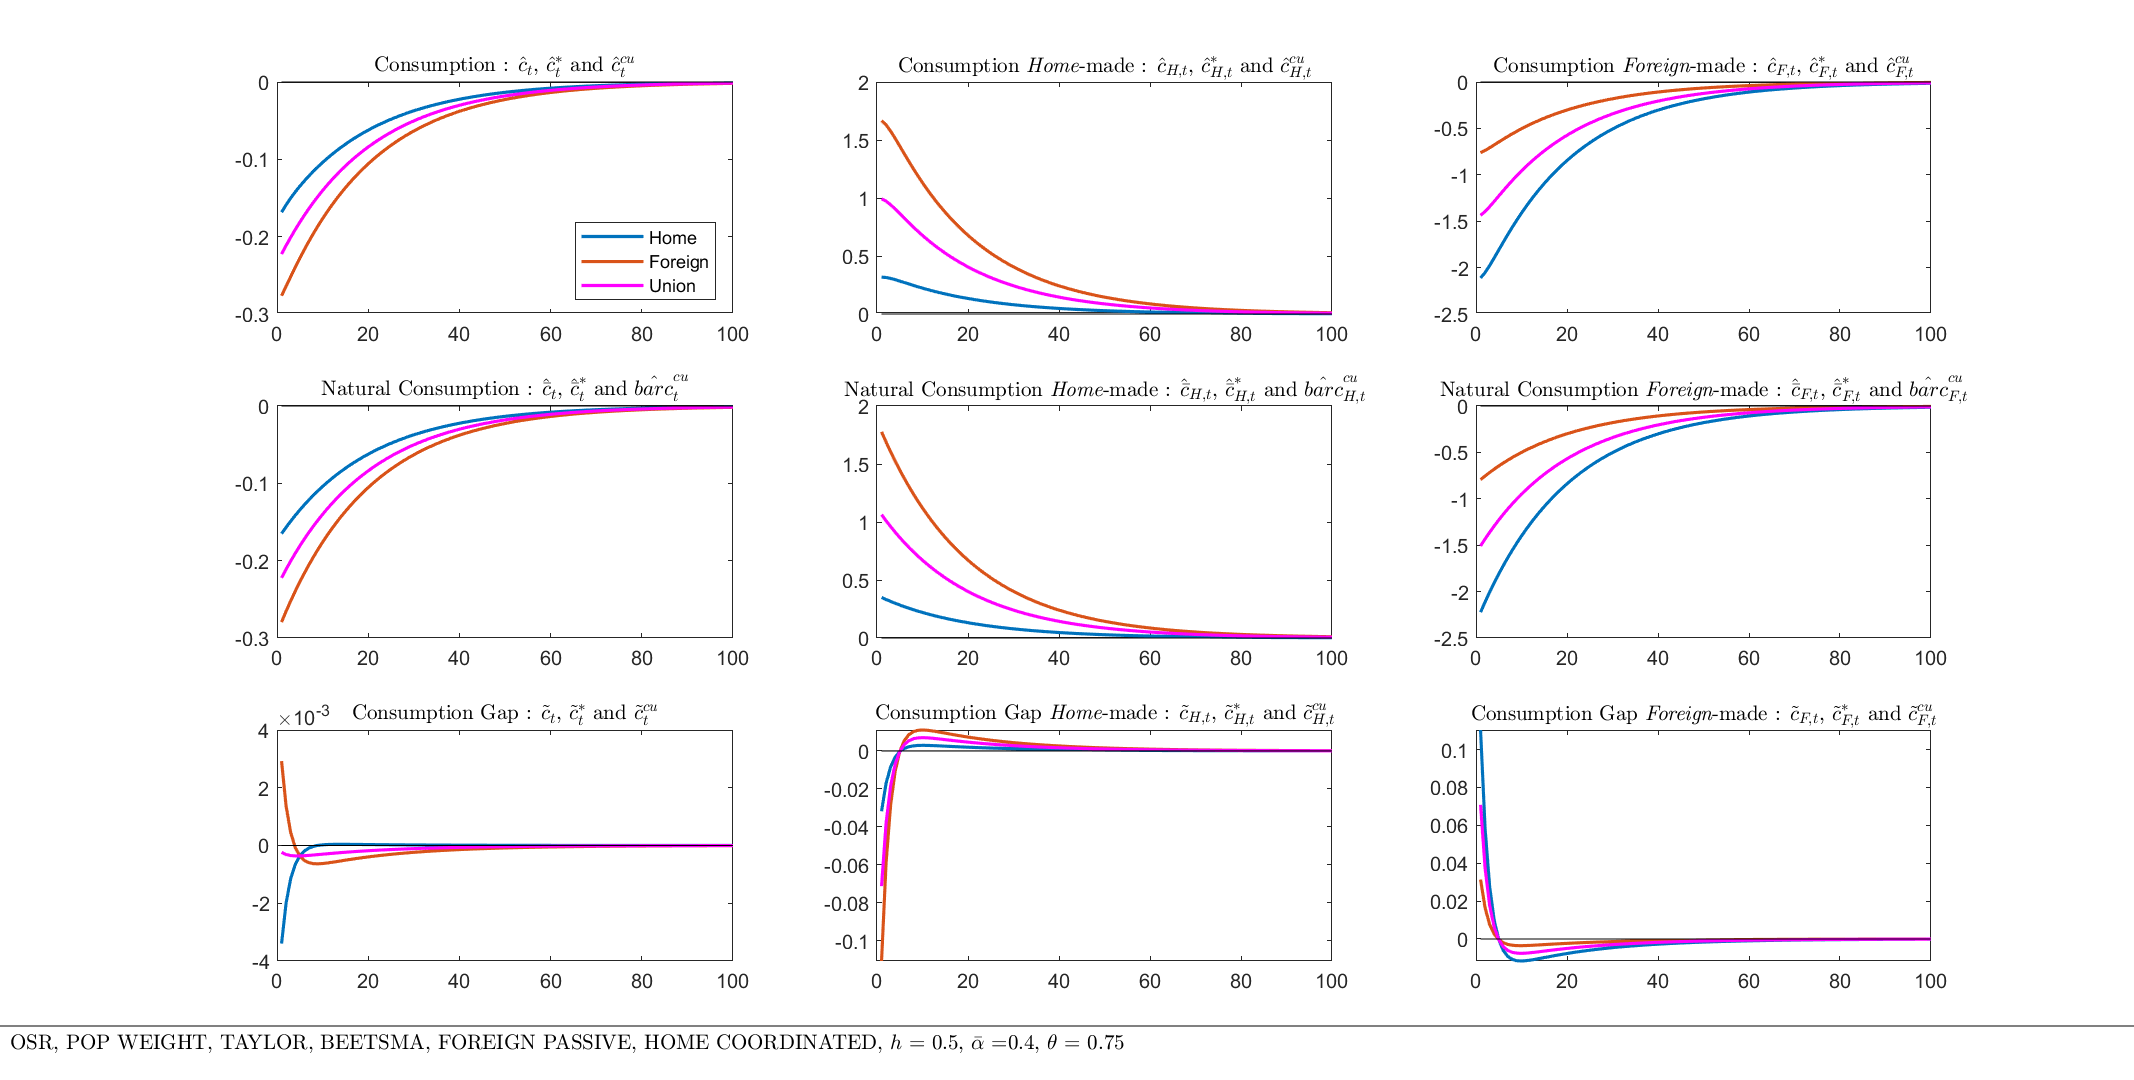 Consumption : ĉ_t, ĉ*_t and ĉ^cu_t
0
-0.1
-0.2
-0.3
0 20 40 60 80 100
Home
Foreign
Union
Consumption Home-made : ĉ_H,t, ĉ*_H,t and ĉ^cu_H,t
2
1.5
1
0.5
0
0 20 40 60 80 100
Consumption Foreign-made : ĉ_F,t, ĉ*_F,t and ĉ^cu_F,t
0
-0.5
-1
-1.5
-2
-2.5
0 20 40 60 80 100
Natural Consumption : c̄̂_t, c̄̂*_t and bar̂c^cu_t
0
-0.1
-0.2
-0.3
0 20 40 60 80 100
Natural Consumption Home-made : c̄̂_H,t, c̄̂*_H,t and bar̂c^cu_H,t
2
1.5
1
0.5
0
0 20 40 60 80 100
Natural Consumption Foreign-made : c̄̂_F,t, c̄̂*_F,t and bar̂c^cu_F,t
0
-0.5
-1
-1.5
-2
-2.5
0 20 40 60 80 100
Consumption Gap : c̃_t, c̃*_t and c̃^cu_t
×10^-3
4
2
0
-2
-4
0 20 40 60 80 100
Consumption Gap Home-made : c̃_H,t, c̃*_H,t and c̃^cu_H,t
0
-0.02
-0.04
-0.06
-0.08
-0.1
0 20 40 60 80 100
Consumption Gap Foreign-made : c̃_F,t, c̃*_F,t and c̃^cu_F,t
0.1
0.08
0.06
0.04
0.02
0
0 20 40 60 80 100
OSR, POP WEIGHT, TAYLOR, BEETSMA, FOREIGN PASSIVE, HOME COORDINATED, h = 0.5, ᾱ =0.4, θ = 0.75